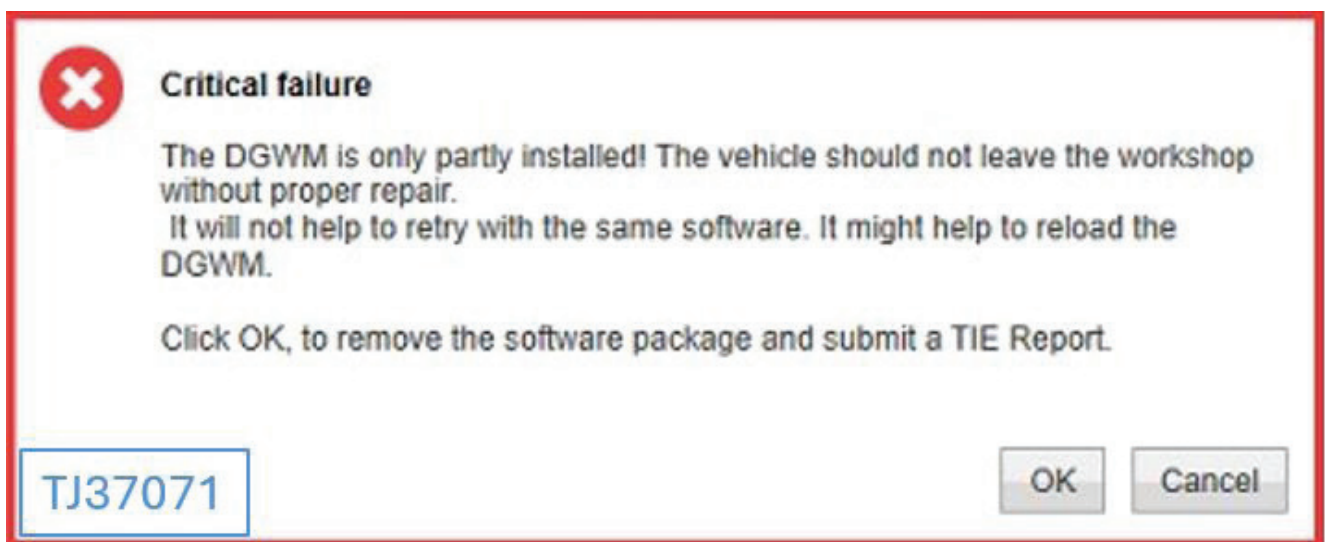 Critical failure
The DGWM is only partly installed! The vehicle should not leave the workshop
without proper repair.
It will not help to retry with the same software. It might help to reload the
DGWM.
Click OK, to remove the software package and submit a TIE Report.
OK Cancel
TJ37071